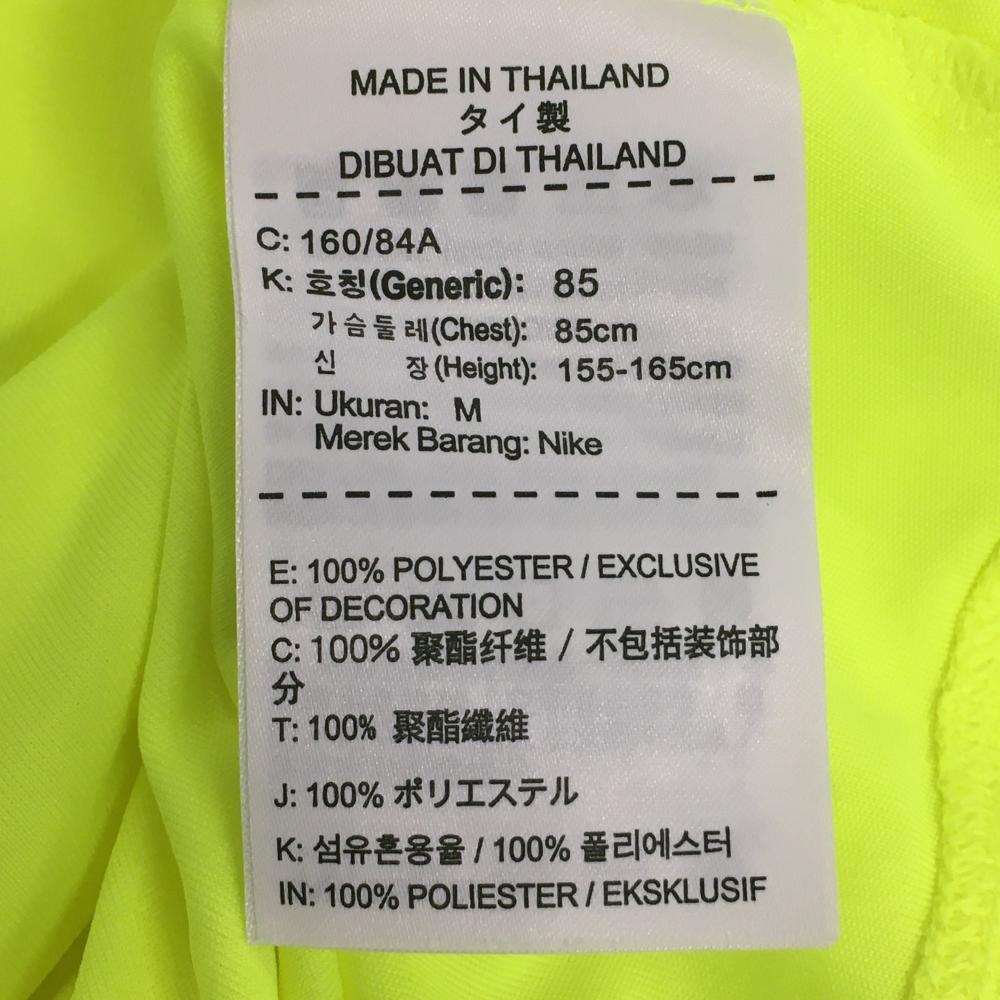 MADE IN THAILAND
タイ製
DIBUAT DI THAILAND
C: 160/84A
K: 호칭(Generic): 85
가슴둘레(Chest): 85cm
신 장(Height): 155-165cm
IN: Ukuran: M
Merek Barang: Nike
E: 100% POLYESTER / EXCLUSIVE
OF DECORATION
C: 100% 聚酯纤维 / 不包括装饰部
分
T: 100% 聚酯纖維
J: 100% ポリエステル
K: 섬유혼용율 / 100% 폴리에스터
IN: 100% POLIESTER / EKSKLUSIF